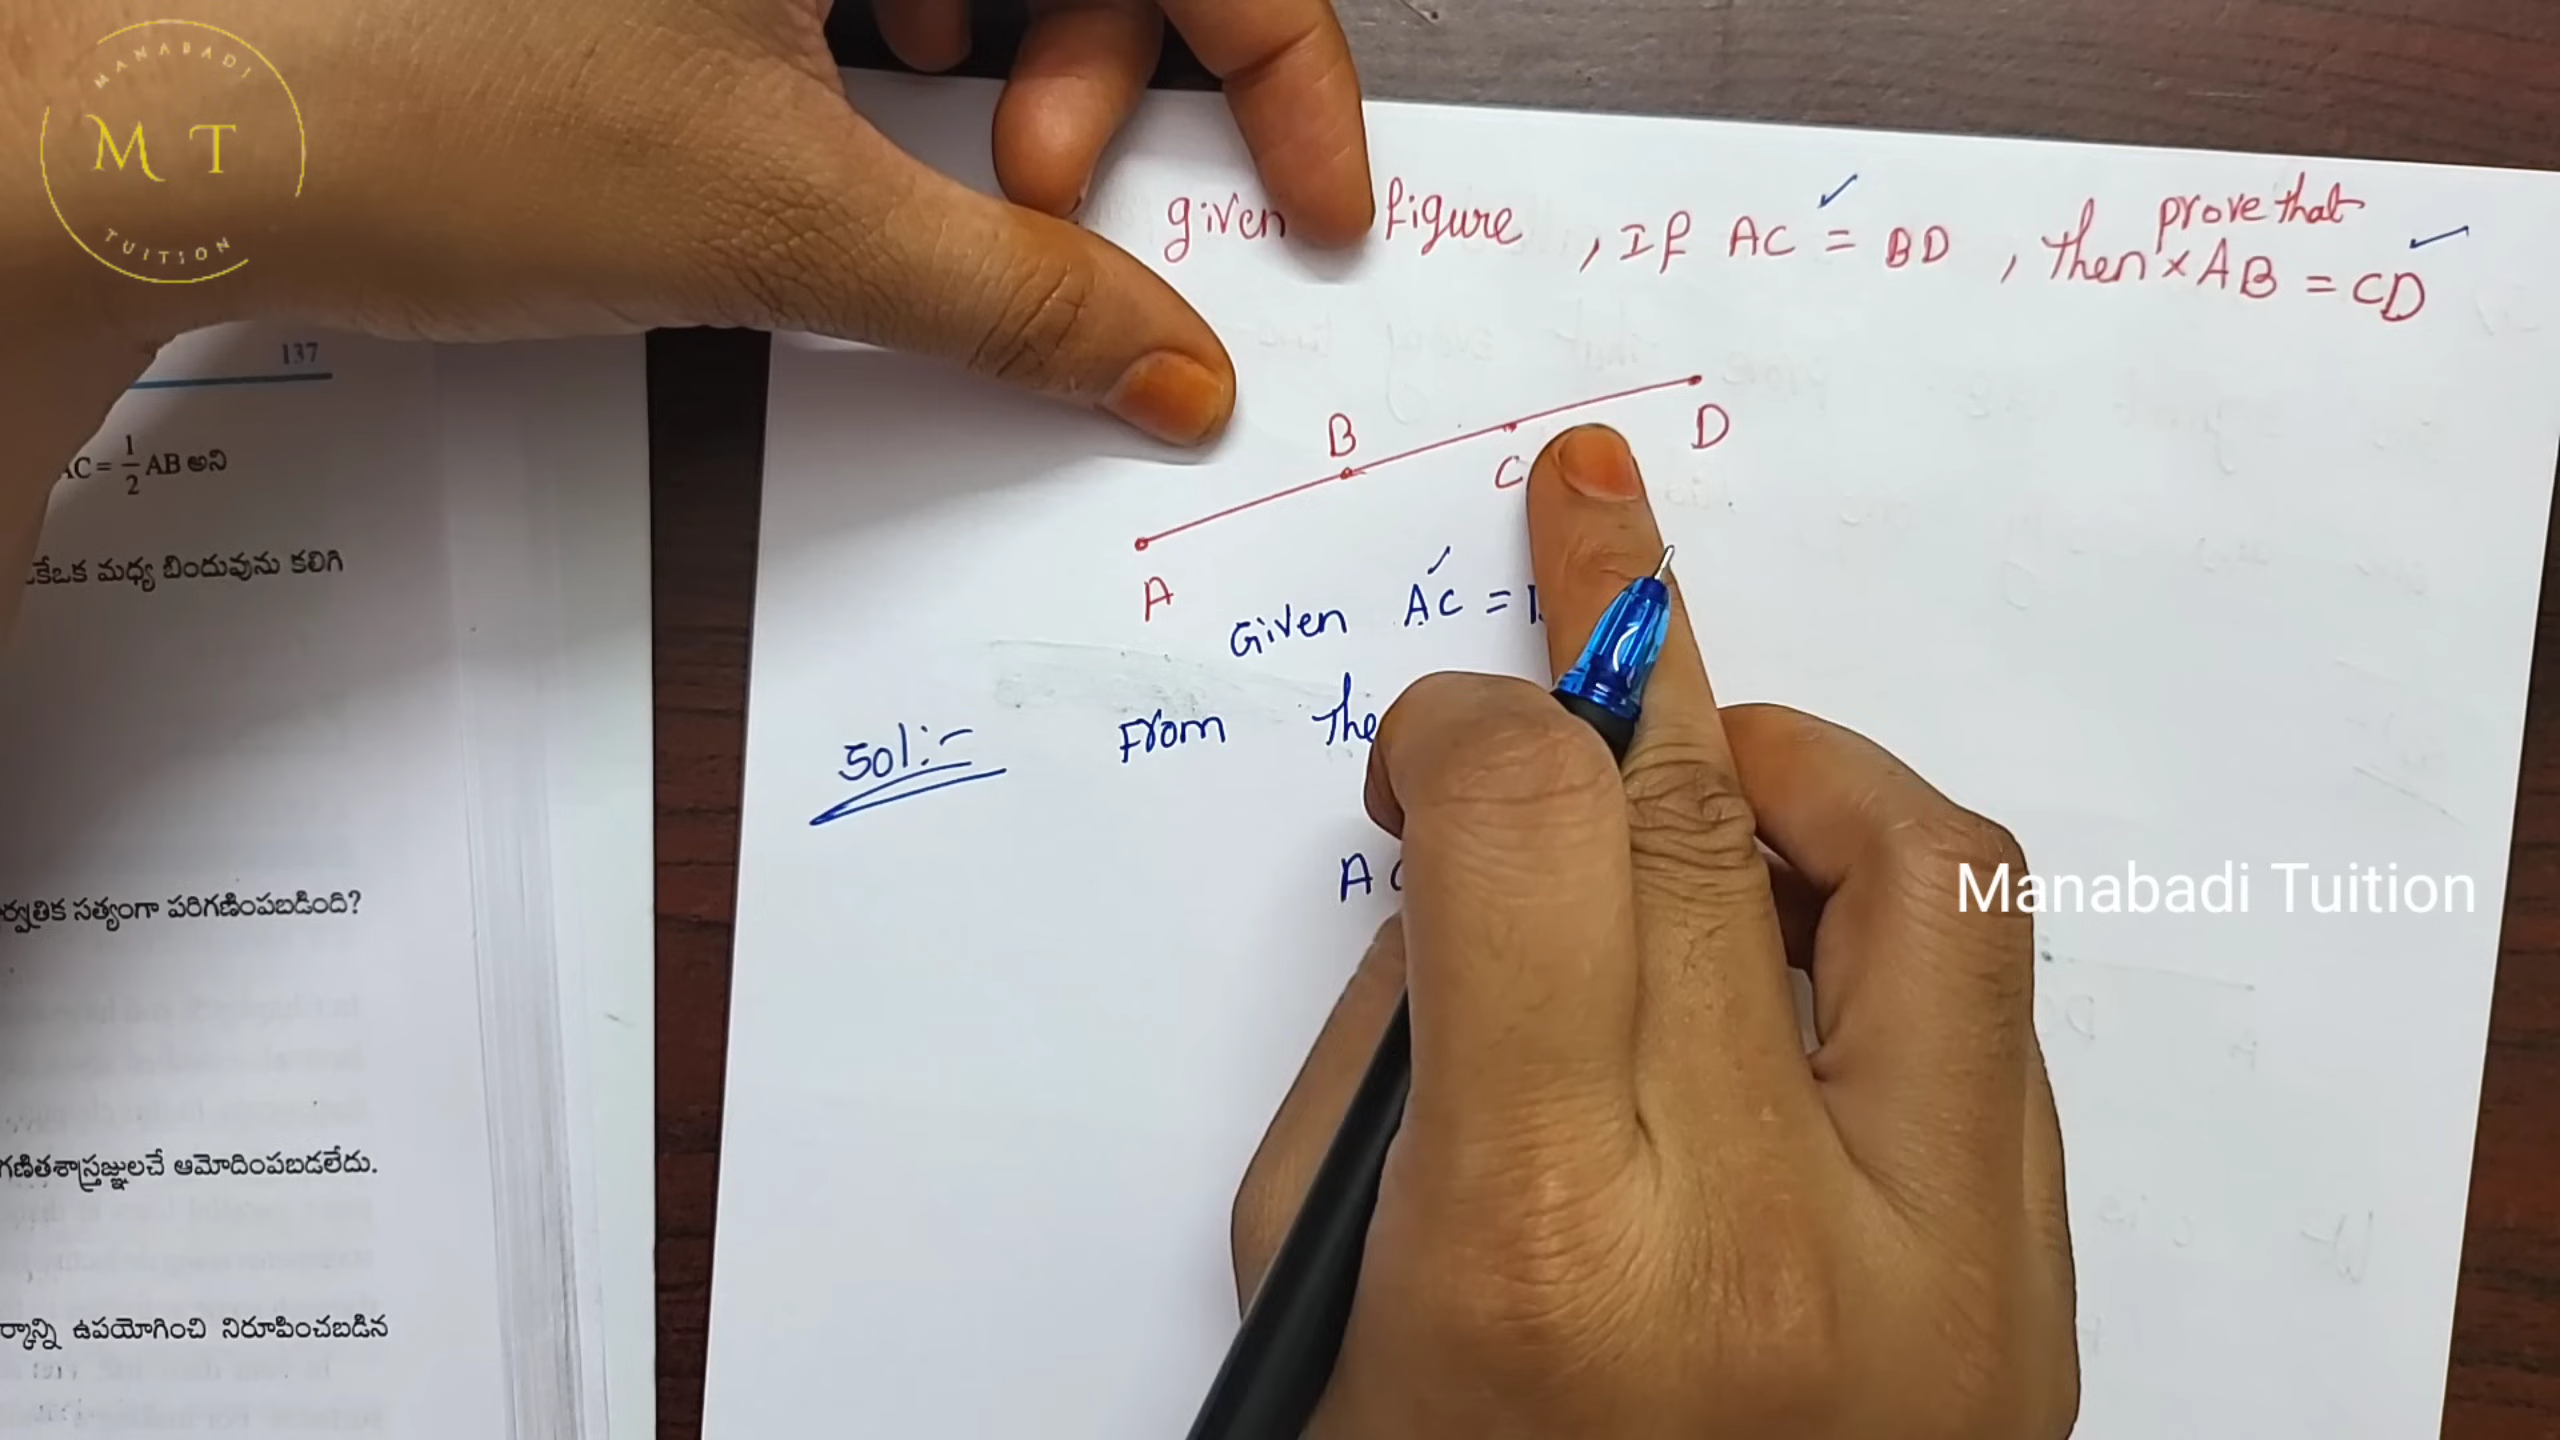 MANABADI
M T
TUITION
given figure , If AC = BD , then × AB = CD
prove that
137
AC = 1/2 AB అని
మధ్య బిందువును కలిగి
సత్యంగా పరిగణింపబడింది?
గణితశాస్త్రజ్ఞులచే ఆమోదింపబడలేదు.
ఉపయోగించి నిరూపించబడిన
B
D
C
A
Given AC =
Sol:- From The
A
Manabadi Tuition